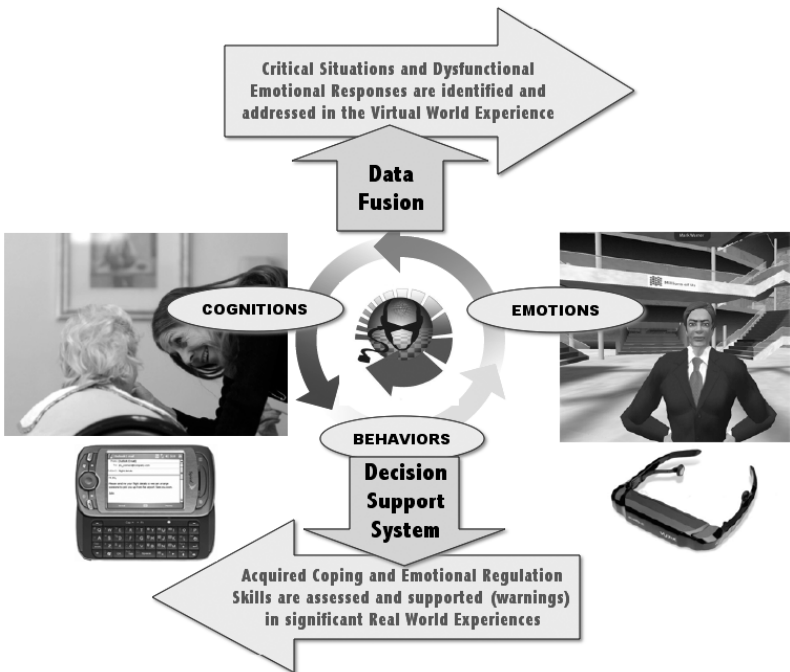 Critical Situations and Dysfunctional
Emotional Responses are identified and
addressed in the Virtual World Experience
Data
Fusion
COGNITIONS
EMOTIONS
BEHAVIORS
Decision
Support
System
Acquired Coping and Emotional Regulation
Skills are assessed and supported (warnings)
in significant Real World Experiences